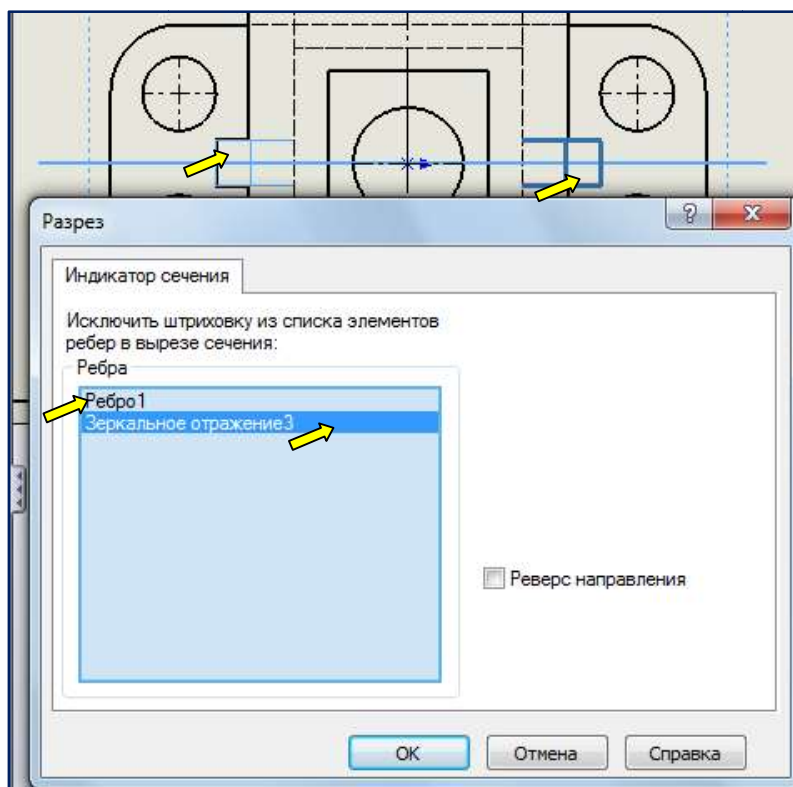 Разрез
Индикатор сечения
Исключить штриховку из списка элементов
ребер в вырезе сечения:
Ребра
Ребро1
Зеркальное отражение3
Реверс направления
OK
Отмена
Справка